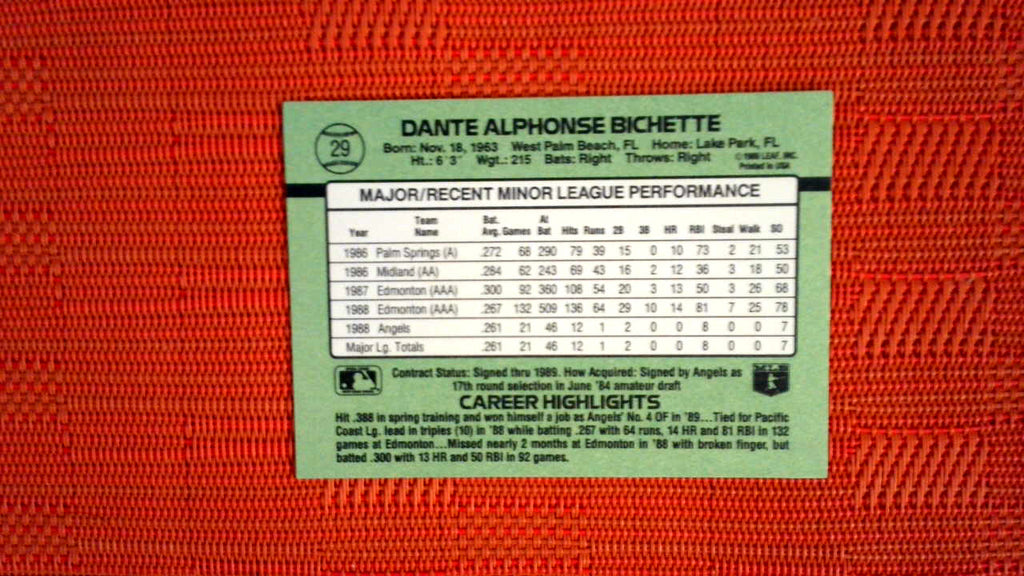 29
DANTE ALPHONSE BICHETTE
Born: Nov. 18, 1963 West Palm Beach, FL Home: Lake Park, FL
Ht.: 6'3" Wgt.: 215 Bats: Right Throws: Right
LEAF, INC.
Printed in USA
MAJOR/RECENT MINOR LEAGUE PERFORMANCE
Year Team Name Bat. Avg. Games At Bat Hits Runs 2B 3B HR RBI Steal Walk SO
1986 Palm Springs (A) .272 68 290 79 39 15 0 10 73 2 21 53
1986 Midland (AA) .284 62 243 69 43 16 2 12 36 3 18 50
1987 Edmonton (AAA) .300 92 360 108 54 20 3 13 50 3 26 68
1988 Edmonton (AAA) .267 132 509 136 64 29 10 14 81 7 25 78
1988 Angels .261 21 46 12 1 2 0 0 8 0 0 7
Major Lg. Totals .261 21 46 12 1 2 0 0 8 0 0 7
Contract Status: Signed thru 1989. How Acquired: Signed by Angels as
17th round selection in June '84 amateur draft
CAREER HIGHLIGHTS
Hit .388 in spring training and won himself a job as Angels' No. 4 OF in '89...Tied for Pacific
Coast Lg. lead in triples (10) in '88 while batting .267 with 64 runs, 14 HR and 81 RBI in 132
games at Edmonton...Missed nearly 2 months at Edmonton in '88 with broken finger, but
batted .300 with 13 HR and 50 RBI in 92 games.